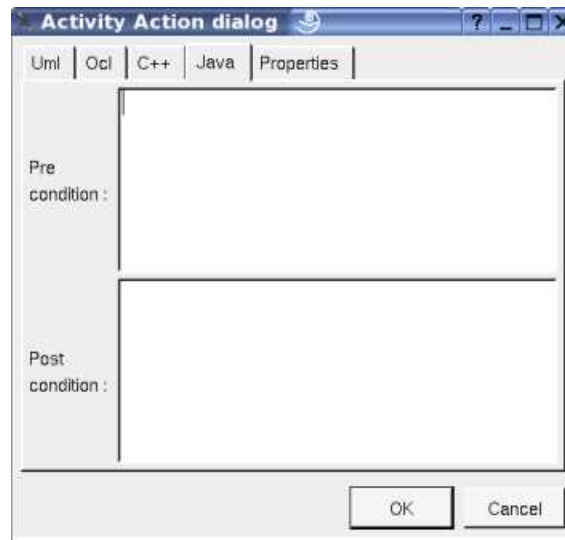 Activity Action dialog
Uml Ocl C++ Java Properties
Pre
condition :
Post
condition :
OK Cancel